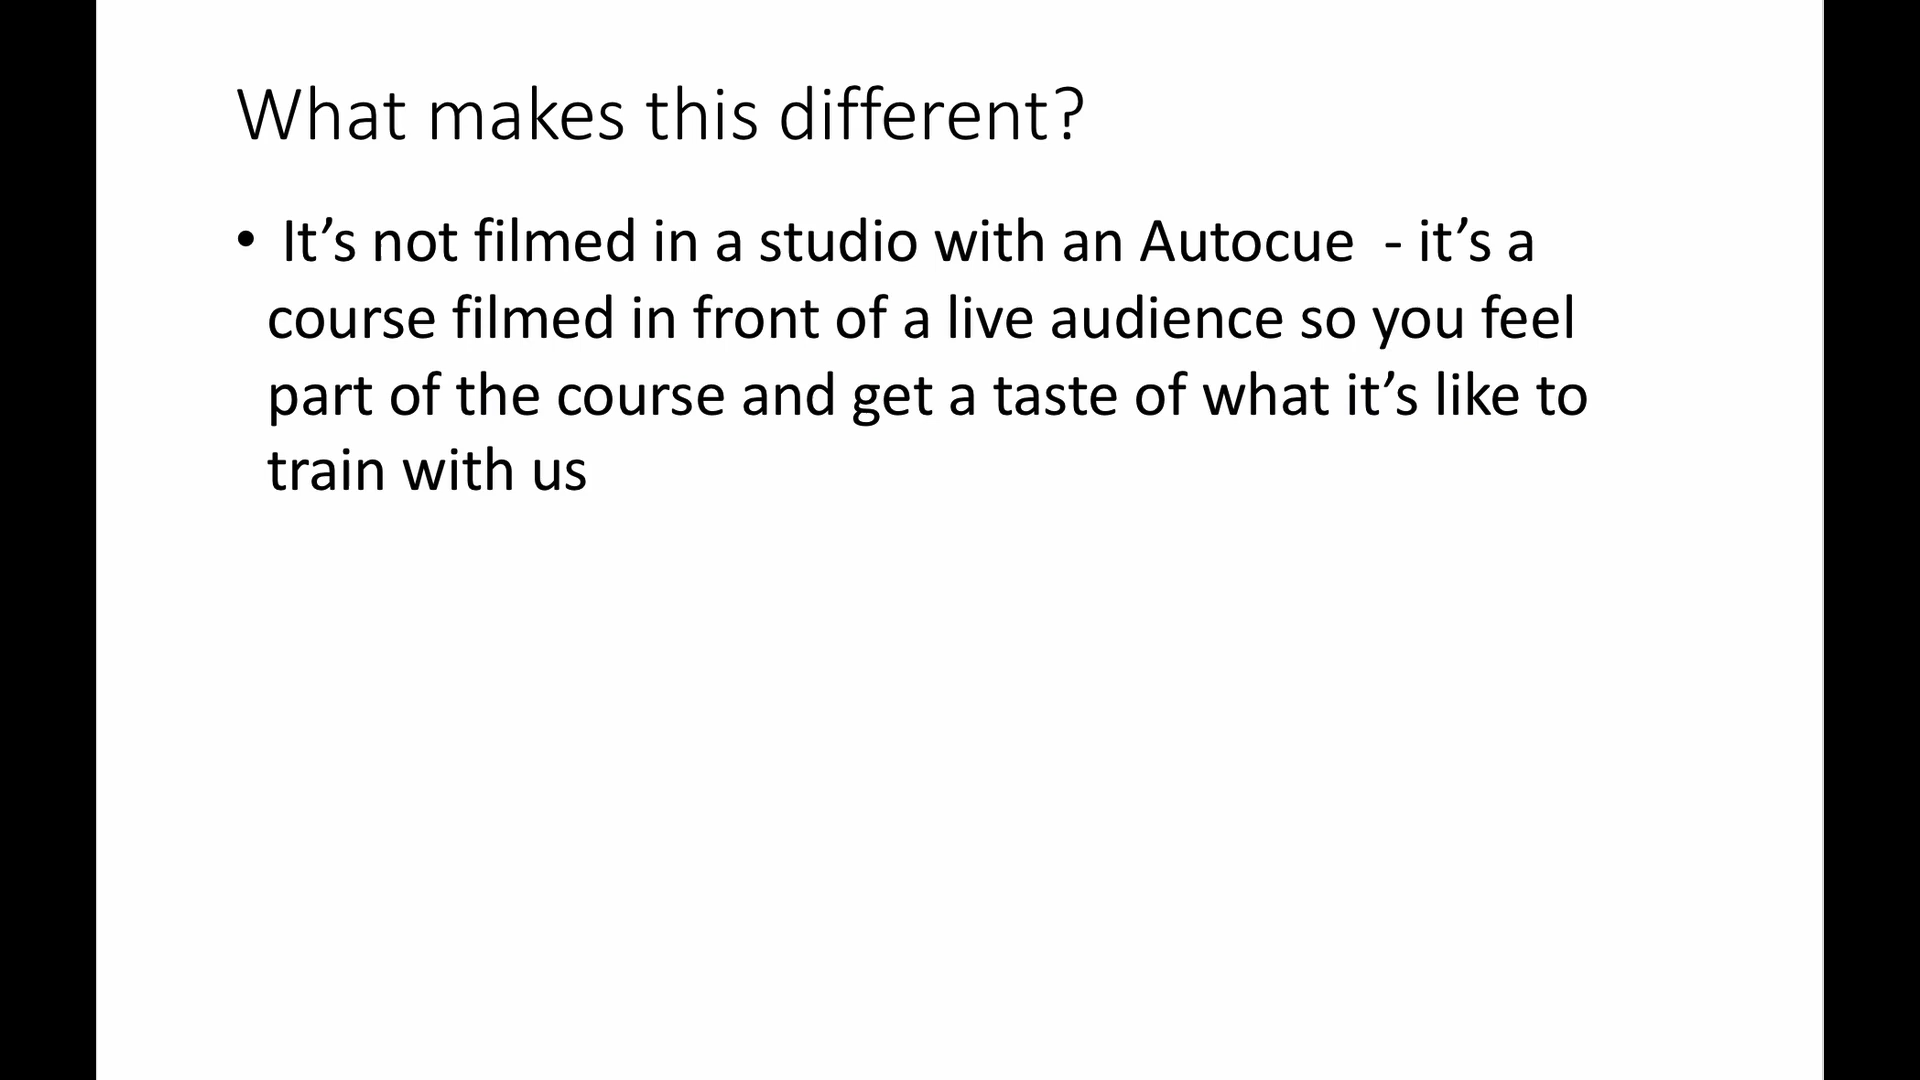 What makes this different?
• It’s not filmed in a studio with an Autocue  - it’s a
course filmed in front of a live audience so you feel
part of the course and get a taste of what it’s like to
train with us